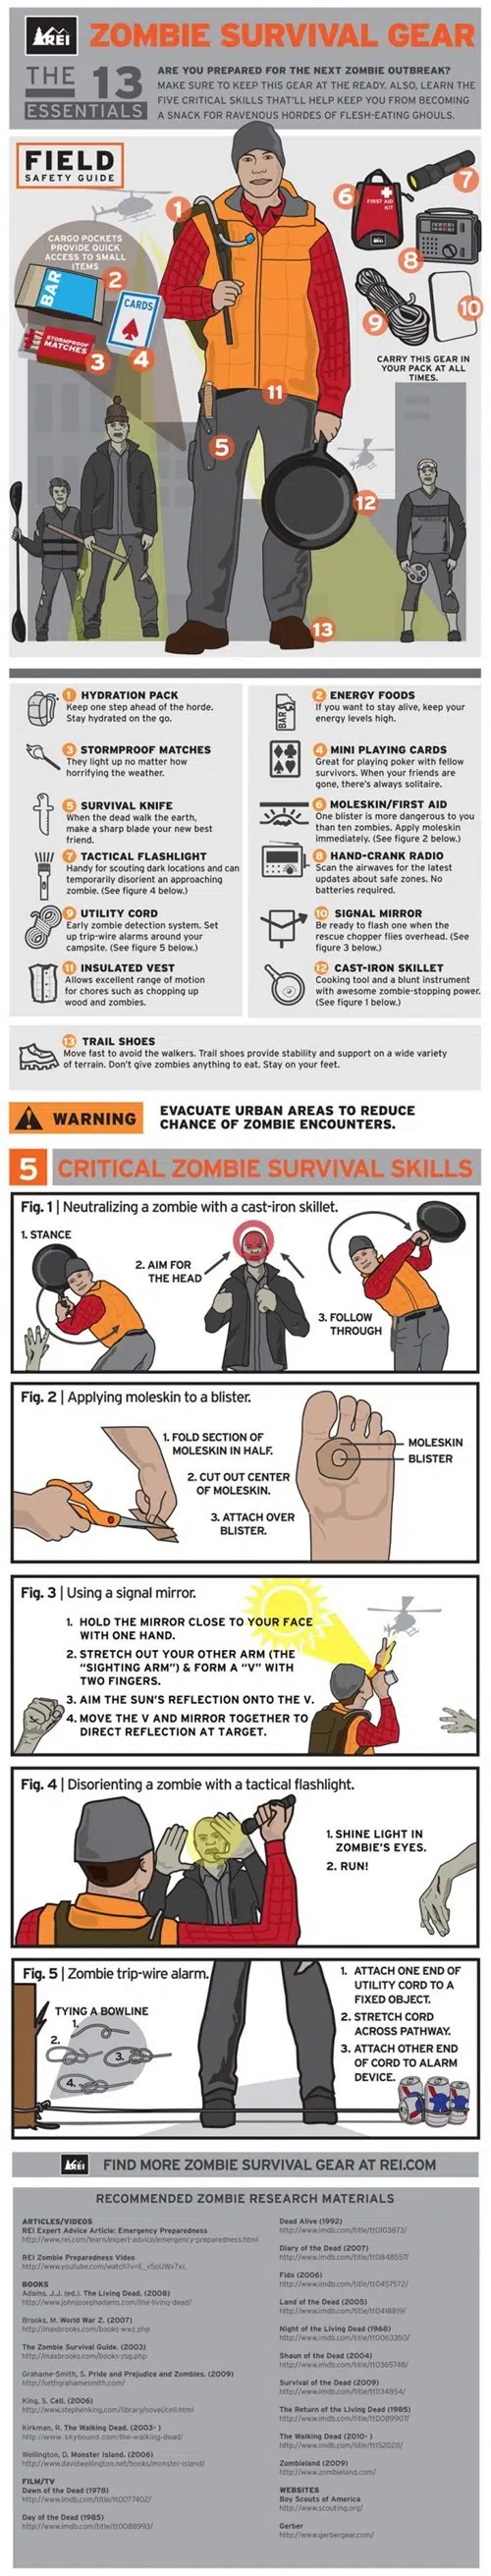 REI
ZOMBIE SURVIVAL GEAR
THE 13
ESSENTIALS
ARE YOU PREPARED FOR THE NEXT ZOMBIE OUTBREAK?
MAKE SURE TO KEEP THIS GEAR AT THE READY. ALSO, LEARN THE
FIVE CRITICAL SKILLS THAT'LL HELP KEEP YOU FROM BECOMING
A SNACK FOR RAVENOUS HORDES OF FLESH-EATING GHOULS.
FIELD
SAFETY GUIDE
CARGO POCKETS
PROVIDE QUICK
ACCESS TO SMALL
ITEMS
BAR
2
CARDS
STORMPROOF
MATCHES
3
4
1
6
FIRST AID
KIT
REI
7
8
9
10
CARRY THIS GEAR IN
YOUR PACK AT ALL
TIMES.
11
5
12
13
1 HYDRATION PACK
Keep one step ahead of the horde.
Stay hydrated on the go.
BAR
2 ENERGY FOODS
If you want to stay alive, keep your
energy levels high.
3 STORMPROOF MATCHES
They light up no matter how
horrifying the weather.
4 MINI PLAYING CARDS
Great for playing poker with fellow
survivors. When your friends are
gone, there's always solitaire.
5 SURVIVAL KNIFE
When the dead walk the earth,
make a sharp blade your new best
friend.
6 MOLESKIN/FIRST AID
One blister is more dangerous to you
than ten zombies. Apply moleskin
immediately. (See figure 2 below.)
7 TACTICAL FLASHLIGHT
Handy for scouting dark locations and can
temporarily disorient an approaching
zombie. (See figure 4 below.)
8 HAND-CRANK RADIO
Scan the airwaves for the latest
updates about safe zones. No
batteries required.
9 UTILITY CORD
Early zombie detection system. Set
up trip-wire alarms around your
campsite. (See figure 5 below.)
10 SIGNAL MIRROR
Be ready to flash one when the
rescue chopper flies overhead. (See
figure 3 below.)
11 INSULATED VEST
Allows excellent range of motion
for chores such as chopping up
wood and zombies.
12 CAST-IRON SKILLET
Cooking tool and a blunt instrument
with awesome zombie-stopping power.
(See figure 1 below.)
13 TRAIL SHOES
Move fast to avoid the walkers. Trail shoes provide stability and support on a wide variety
of terrain. Don't give zombies anything to eat. Stay on your feet.
WARNING
EVACUATE URBAN AREAS TO REDUCE
CHANCE OF ZOMBIE ENCOUNTERS.
5 CRITICAL ZOMBIE SURVIVAL SKILLS
Fig. 1 | Neutralizing a zombie with a cast-iron skillet.
1. STANCE
2. AIM FOR
THE HEAD
3. FOLLOW
THROUGH
Fig. 2 | Applying moleskin to a blister.
1. FOLD SECTION OF
MOLESKIN IN HALF.
2. CUT OUT CENTER
OF MOLESKIN.
3. ATTACH OVER
BLISTER.
MOLESKIN
BLISTER
Fig. 3 | Using a signal mirror.
1. HOLD THE MIRROR CLOSE TO YOUR FACE
WITH ONE HAND.
2. STRETCH OUT YOUR OTHER ARM (THE
"SIGHTING ARM") & FORM A "V" WITH
TWO FINGERS.
3. AIM THE SUN'S REFLECTION ONTO THE V.
4. MOVE THE V AND MIRROR TOGETHER TO
DIRECT REFLECTION AT TARGET.
Fig. 4 | Disorienting a zombie with a tactical flashlight.
1. SHINE LIGHT IN
ZOMBIE'S EYES.
2. RUN!
Fig. 5 | Zombie trip-wire alarm.
TYING A BOWLINE
1.
2.
3.
4.
1. ATTACH ONE END OF
UTILITY CORD TO A
FIXED OBJECT.
2. STRETCH CORD
ACROSS PATHWAY.
3. ATTACH OTHER END
OF CORD TO ALARM
DEVICE.
REI
FIND MORE ZOMBIE SURVIVAL GEAR AT REI.COM
RECOMMENDED ZOMBIE RESEARCH MATERIALS
ARTICLES/VIDEOS
REI Expert Advice Article: Emergency Preparedness
http://www.rei.com/learn/expert-advice/emergency-preparedness.html
REI Zombie Preparedness Video
BOOKS
Adams, J.J. (ed.). The Living Dead. (2008)
http://www.johnjosephadams.com/the-living-dead/
Brooks, M. World War Z. (2007)
http://maxbrooks.com/books-wwz.php
The Zombie Survival Guide. (2003)
http://maxbrooks.com/books-zsg.php
Grahame-Smith, S. Pride and Prejudice and Zombies. (2009)
http://sethgrahamesmith.com/
King, S. Cell. (2006)
http://www.stephenking.com/library/novel/cell.html
Kirkman, R. The Walking Dead. (2003- )
http://www.skybound.com/the-walking-dead/
Wellington, D. Monster Island. (2006)
http://www.davidwellington.net/books/monster-island/
FILM/TV
Dawn of the Dead (1978)
http://www.imdb.com/title/tt0077402/
Day of the Dead (1985)
http://www.imdb.com/title/tt0088993/
Dead Alive (1992)
http://www.imdb.com/title/tt0103873/
Diary of the Dead (2007)
http://www.imdb.com/title/tt0848557/
Fido (2006)
http://www.imdb.com/title/tt0457572/
Land of the Dead (2005)
http://www.imdb.com/title/tt0418819/
Night of the Living Dead (1968)
http://www.imdb.com/title/tt0063350/
Shaun of the Dead (2004)
http://www.imdb.com/title/tt0365748/
Survival of the Dead (2009)
http://www.imdb.com/title/tt1134854/
The Return of the Living Dead (1985)
http://www.imdb.com/title/tt0089907/
The Walking Dead (2010- )
http://www.imdb.com/title/tt1520211/
Zombieland (2009)
http://www.zombieland.com/
WEBSITES
Boy Scouts of America
http://www.scouting.org/
Gerber
http://www.gerbergear.com/